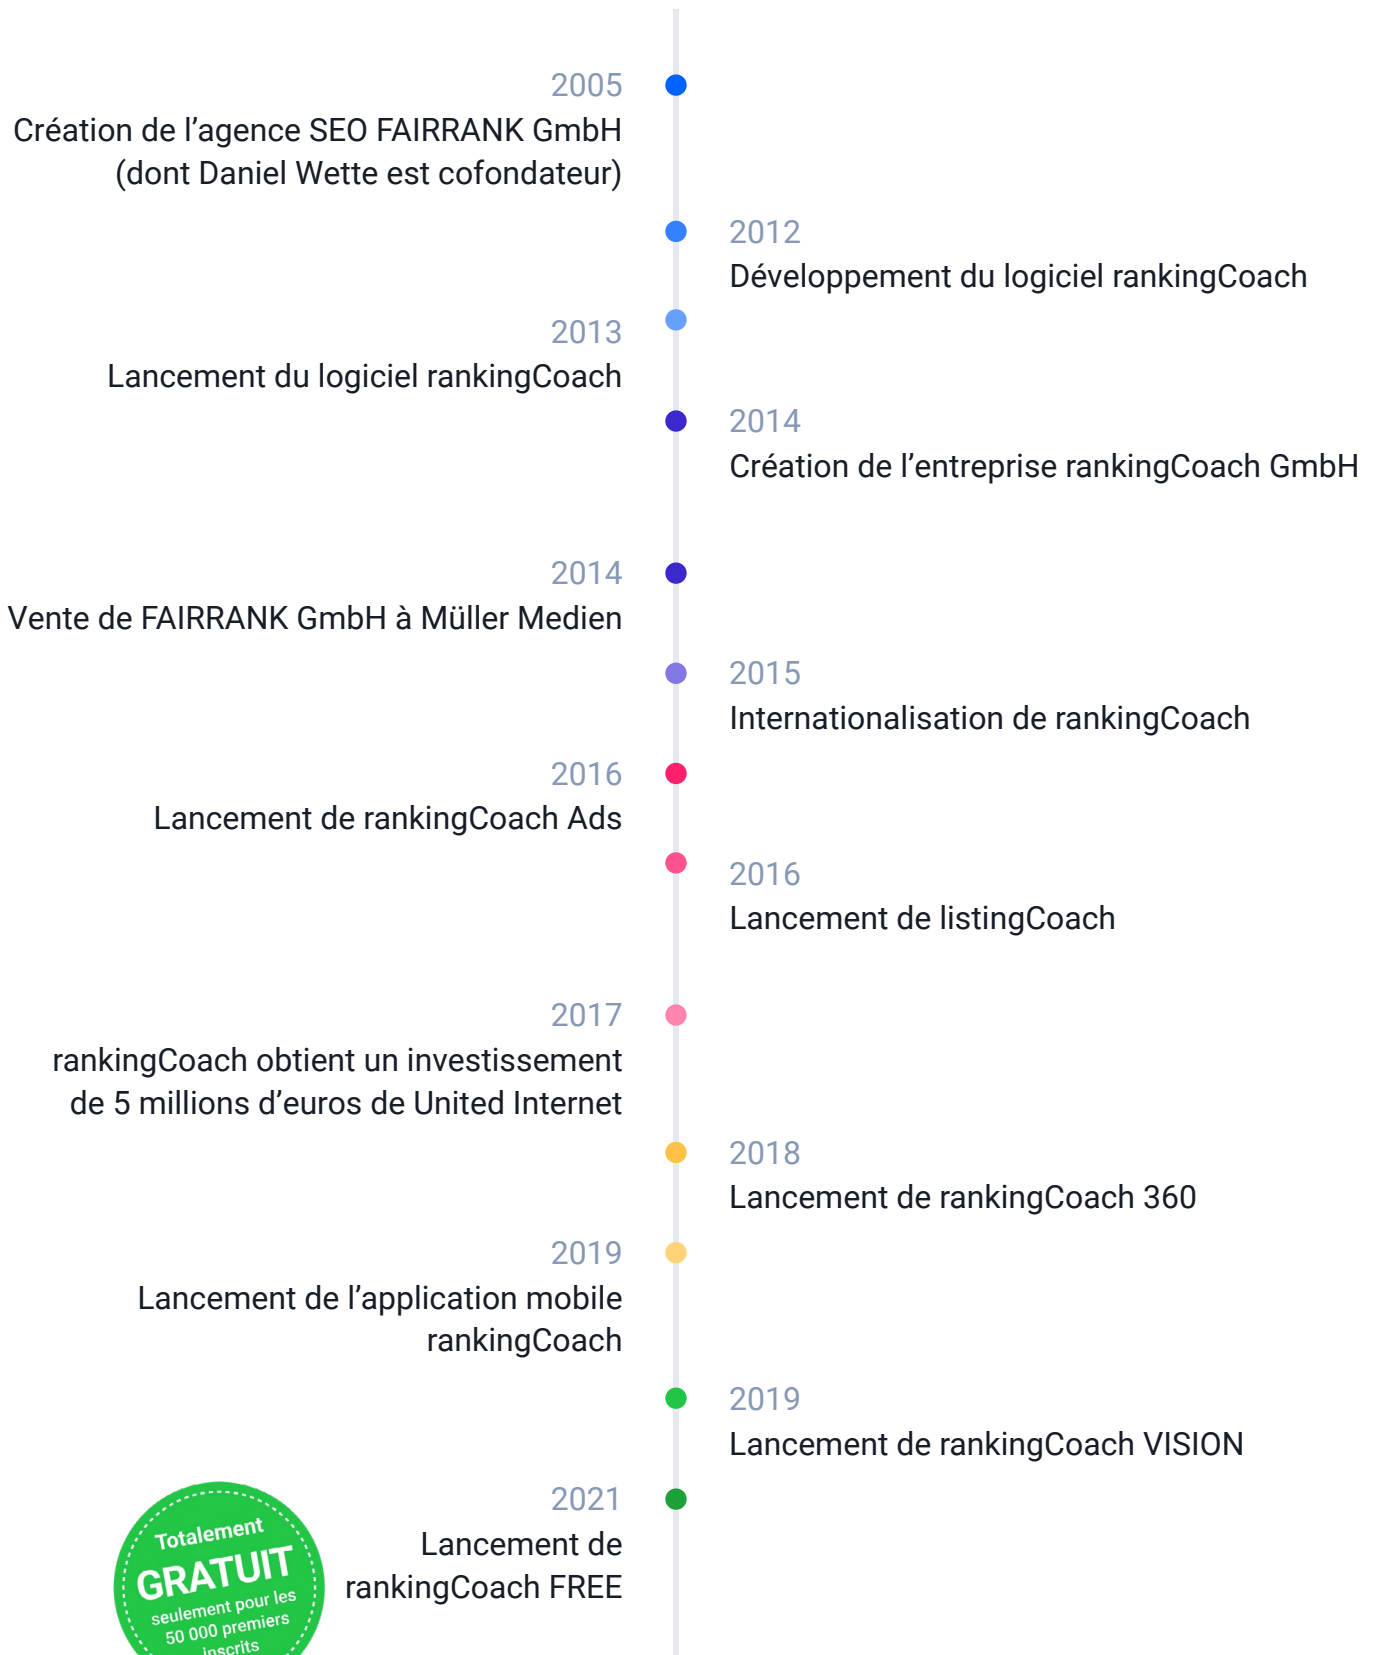 2005
Création de l’agence SEO FAIRRANK GmbH
(dont Daniel Wette est cofondateur)
2012
Développement du logiciel rankingCoach
2013
Lancement du logiciel rankingCoach
2014
Création de l’entreprise rankingCoach GmbH
2014
Vente de FAIRRANK GmbH à Müller Medien
2015
Internationalisation de rankingCoach
2016
Lancement de rankingCoach Ads
2016
Lancement de listingCoach
2017
rankingCoach obtient un investissement
de 5 millions d’euros de United Internet
2018
Lancement de rankingCoach 360
2019
Lancement de l’application mobile
rankingCoach
2019
Lancement de rankingCoach VISION
2021
Lancement de
rankingCoach FREE
Totalement
GRATUIT
seulement pour les
50 000 premiers
inscrits